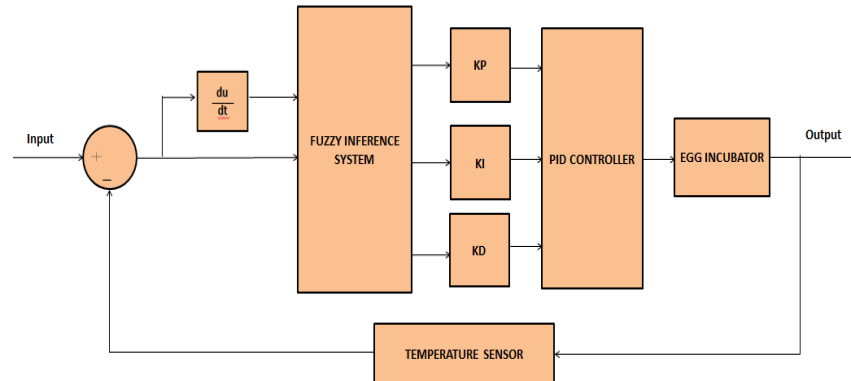 Input
+
−
du
dt
FUZZY INFERENCE
SYSTEM
KP
KI
KD
PID CONTROLLER
EGG INCUBATOR
Output
TEMPERATURE SENSOR